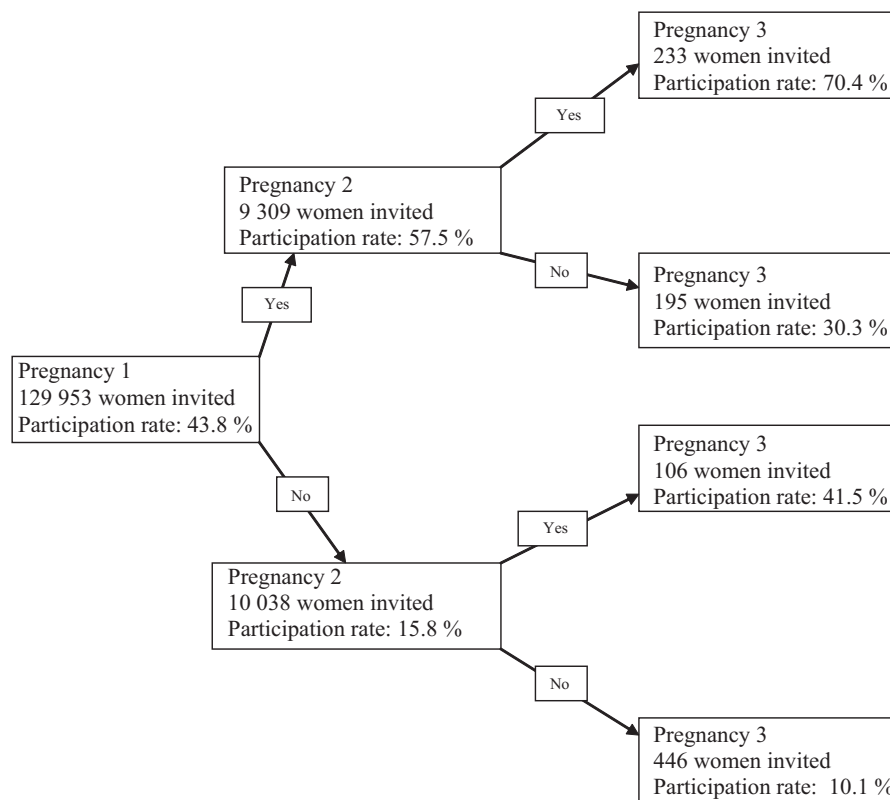 Pregnancy 3
233 women invited
Participation rate: 70.4 %
Yes
Pregnancy 2
9 309 women invited
Participation rate: 57.5 %
No
Pregnancy 3
195 women invited
Participation rate: 30.3 %
Yes
Pregnancy 1
129 953 women invited
Participation rate: 43.8 %
No
Pregnancy 3
106 women invited
Participation rate: 41.5 %
Yes
Pregnancy 2
10 038 women invited
Participation rate: 15.8 %
No
Pregnancy 3
446 women invited
Participation rate: 10.1 %